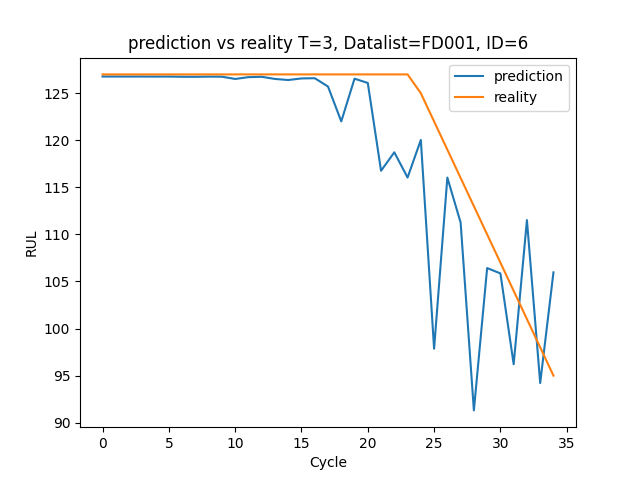 prediction vs reality T=3, Datalist=FD001, ID=6
prediction
reality
125
120
115
110
105
100
95
90
RUL
0 5 10 15 20 25 30 35
Cycle